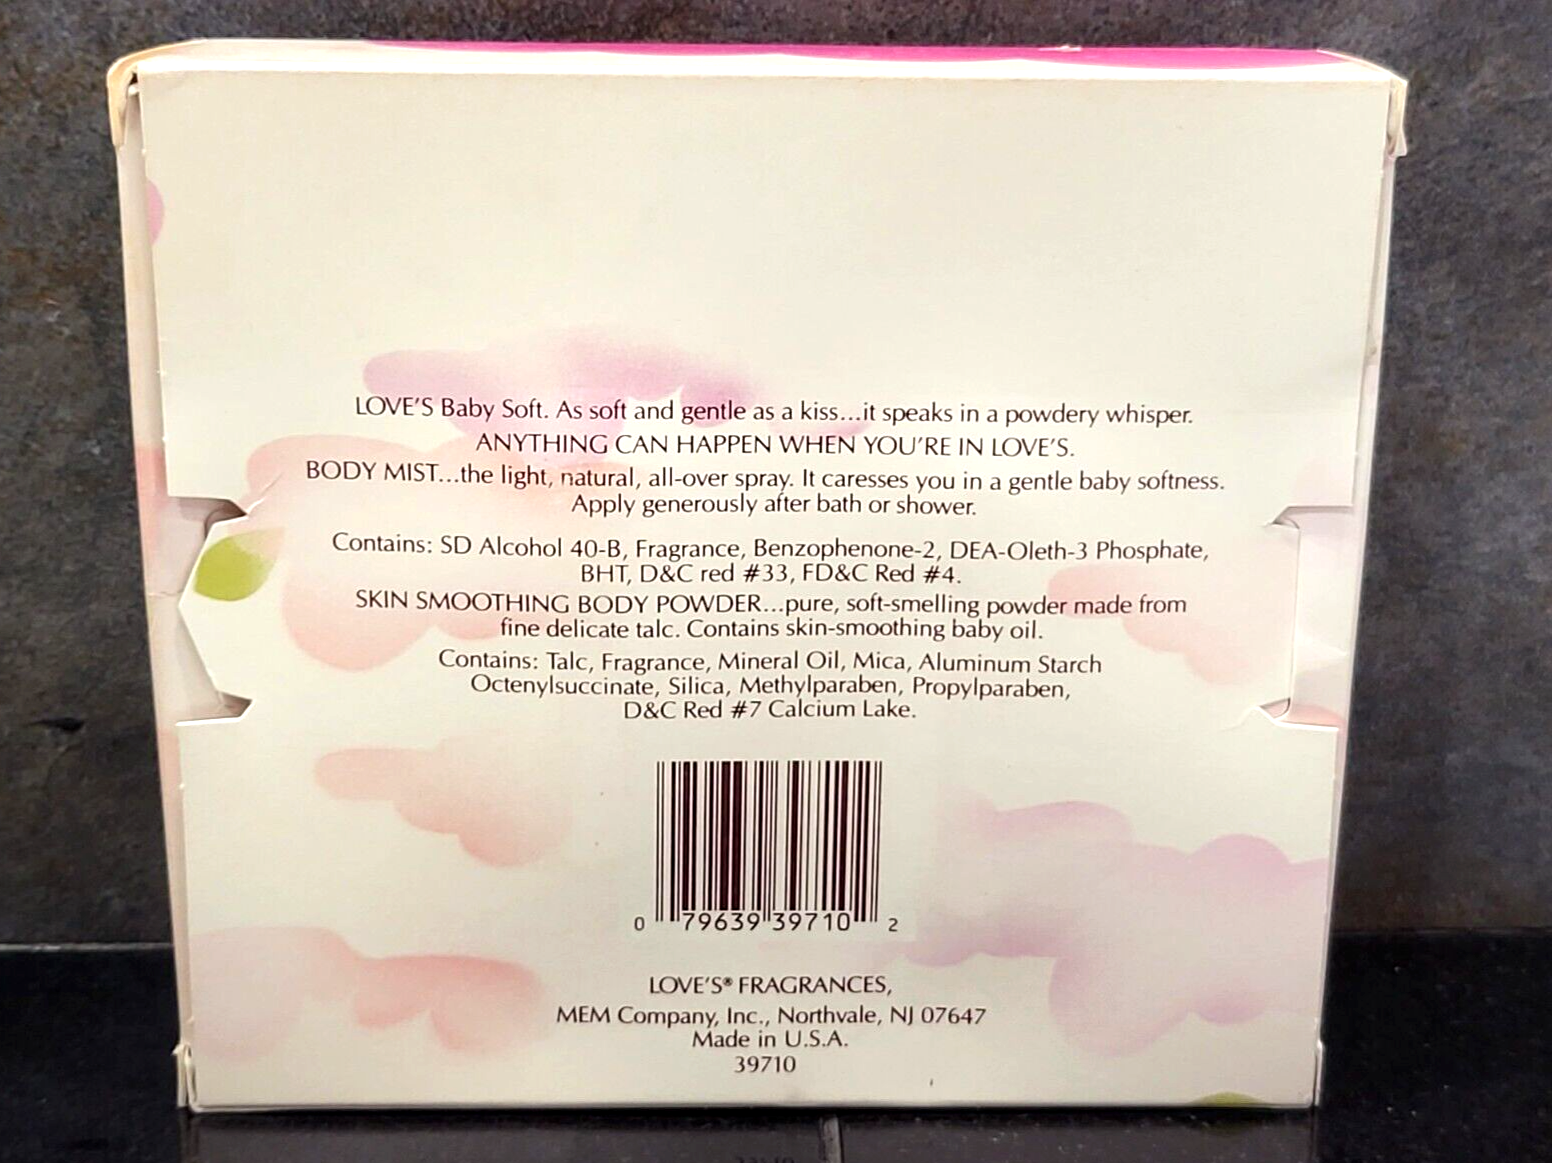 LOVE'S Baby Soft. As soft and gentle as a kiss...it speaks in a powdery whisper.
ANYTHING CAN HAPPEN WHEN YOU'RE IN LOVE'S.
BODY MIST...the light, natural, all-over spray. It caresses you in a gentle baby softness.
Apply generously after bath or shower.
Contains: SD Alcohol 40-B, Fragrance, Benzophenone-2, DEA-Oleth-3 Phosphate,
BHT, D&C red #33, FD&C Red #4.
SKIN SMOOTHING BODY POWDER...pure, soft-smelling powder made from
fine delicate talc. Contains skin-smoothing baby oil.
Contains: Talc, Fragrance, Mineral Oil, Mica, Aluminum Starch
Octenylsuccinate, Silica, Methylparaben, Propylparaben,
D&C Red #7 Calcium Lake.
0 79639 39710 2
LOVE'S® FRAGRANCES,
MEM Company, Inc., Northvale, NJ 07647
Made in U.S.A.
39710